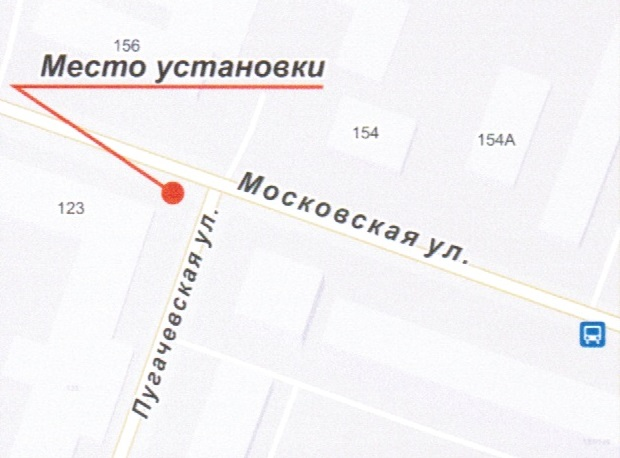 156
Место установки
154
154А
Московская ул.
123
Пугачевская ул.